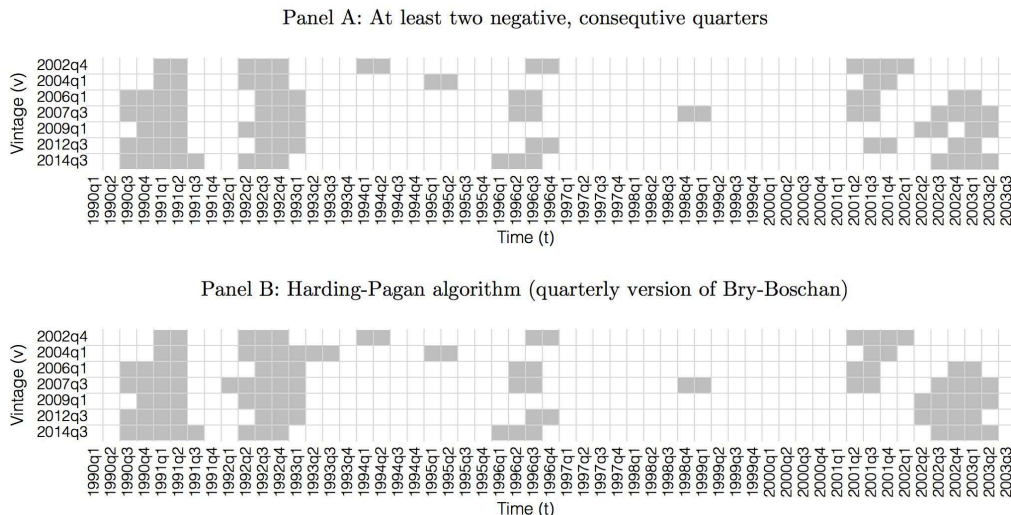 Panel A: At least two negative, consequtive quarters
Vintage (v)
2002q4
2004q1
2006q1
2007q3
2009q1
2012q3
2014q3
1990q1
1990q2
1990q3
1990q4
1991q1
1991q2
1991q3
1991q4
1992q1
1992q2
1992q3
1992q4
1993q1
1993q2
1993q3
1993q4
1994q1
1994q2
1994q3
1994q4
1995q1
1995q2
1995q3
1995q4
1996q1
1996q2
1996q3
1996q4
1997q1
1997q2
1997q3
1997q4
1998q1
1998q2
1998q3
1998q4
1999q1
1999q2
1999q3
1999q4
2000q1
2000q2
2000q3
2000q4
2001q1
2001q2
2001q3
2001q4
2002q1
2002q2
2002q3
2002q4
2003q1
2003q2
2003q3
Time (t)
Panel B: Harding-Pagan algorithm (quarterly version of Bry-Boschan)
Vintage (v)
2002q4
2004q1
2006q1
2007q3
2009q1
2012q3
2014q3
1990q1
1990q2
1990q3
1990q4
1991q1
1991q2
1991q3
1991q4
1992q1
1992q2
1992q3
1992q4
1993q1
1993q2
1993q3
1993q4
1994q1
1994q2
1994q3
1994q4
1995q1
1995q2
1995q3
1995q4
1996q1
1996q2
1996q3
1996q4
1997q1
1997q2
1997q3
1997q4
1998q1
1998q2
1998q3
1998q4
1999q1
1999q2
1999q3
1999q4
2000q1
2000q2
2000q3
2000q4
2001q1
2001q2
2001q3
2001q4
2002q1
2002q2
2002q3
2002q4
2003q1
2003q2
2003q3
Time (t)